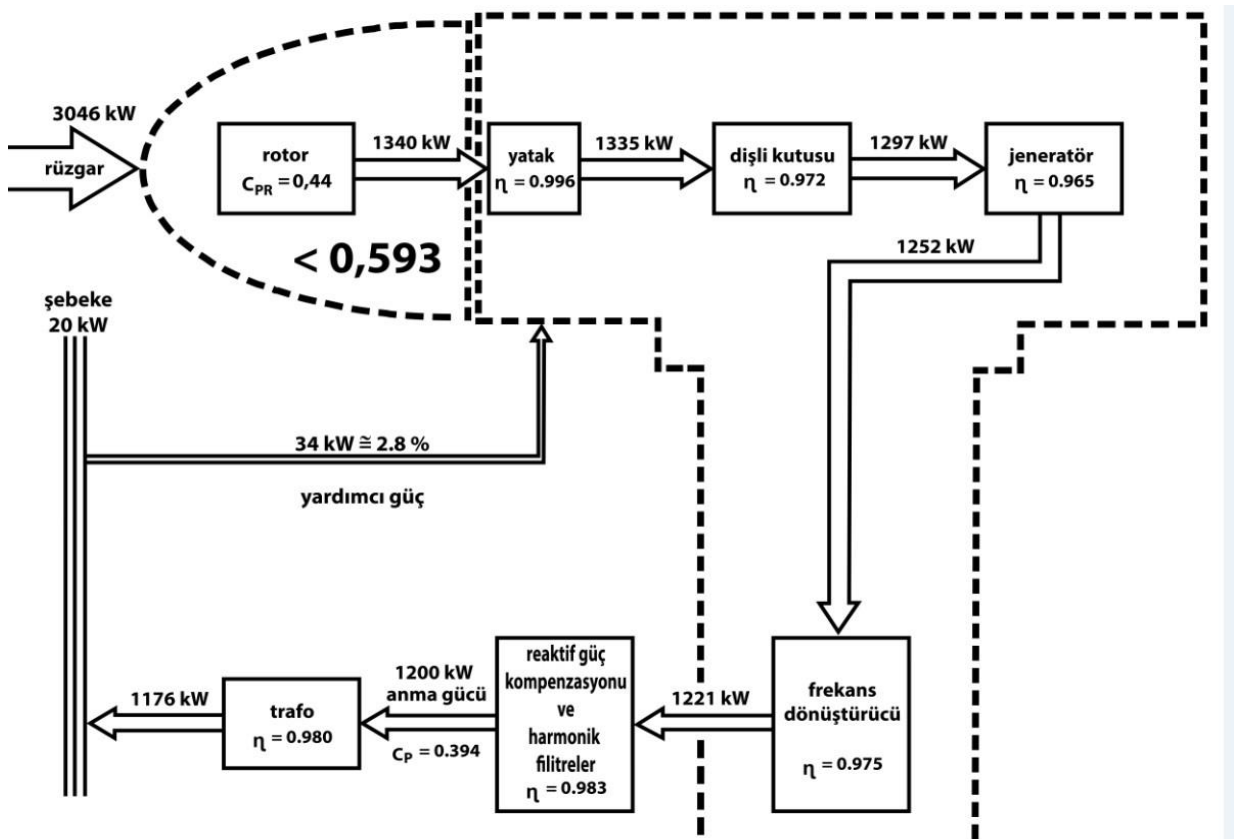 3046 kW
rüzgar
rotor
CPR = 0,44
1340 kW
yatak
η = 0.996
1335 kW
dişli kutusu
η = 0.972
1297 kW
jeneratör
η = 0.965
< 0,593
1252 kW
şebeke
20 kW
34 kW ≅ 2.8 %
yardımcı güç
1176 kW
trafo
η = 0.980
1200 kW
anma gücü
CP = 0.394
reaktif güç
kompenzasyonu
ve
harmonik
filitreler
η = 0.983
1221 kW
frekans
dönüştürücü
η = 0.975